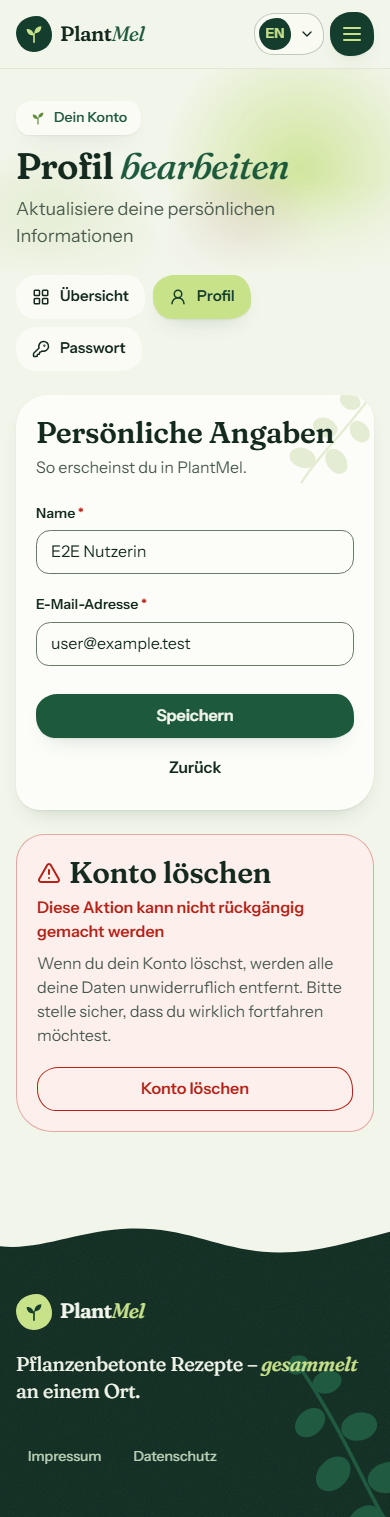 PlantMel
EN
Dein Konto
Profil bearbeiten
Aktualisiere deine persönlichen
Informationen
Übersicht
Profil
Passwort
Persönliche Angaben
So erscheinst du in PlantMel.
Name *
E2E Nutzerin
E-Mail-Adresse *
user@example.test
Speichern
Zurück
Konto löschen
Diese Aktion kann nicht rückgängig
gemacht werden
Wenn du dein Konto löschst, werden alle
deine Daten unwiderruflich entfernt. Bitte
stelle sicher, dass du wirklich fortfahren
möchtest.
Konto löschen
PlantMel
Pflanzenbetonte Rezepte – gesammelt
an einem Ort.
Impressum
Datenschutz